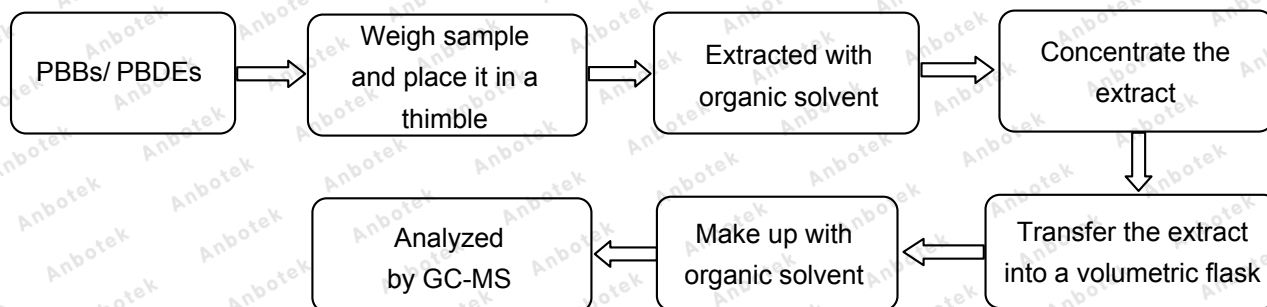 PBBs/ PBDEs
Weigh sample
and place it in a
thimble
Extracted with
organic solvent
Concentrate the
extract
Transfer the extract
into a volumetric flask
Make up with
organic solvent
Analyzed
by GC-MS
Anbotek